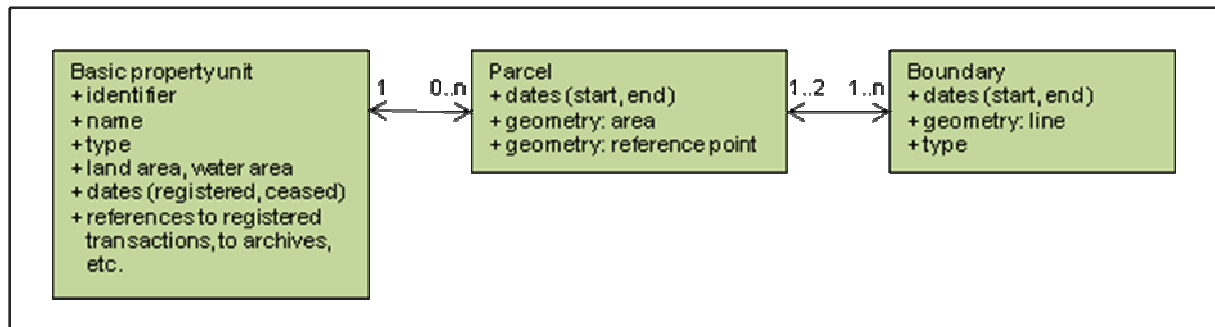 Basic property unit
+ identifier
+ name
+ type
+ land area, water area
+ dates (registered, ceased)
+ references to registered
transactions, to archives,
etc.
1
0..n
Parcel
+ dates (start, end)
+ geometry: area
+ geometry: reference point
1..2
1..n
Boundary
+ dates (start, end)
+ geometry: line
+ type